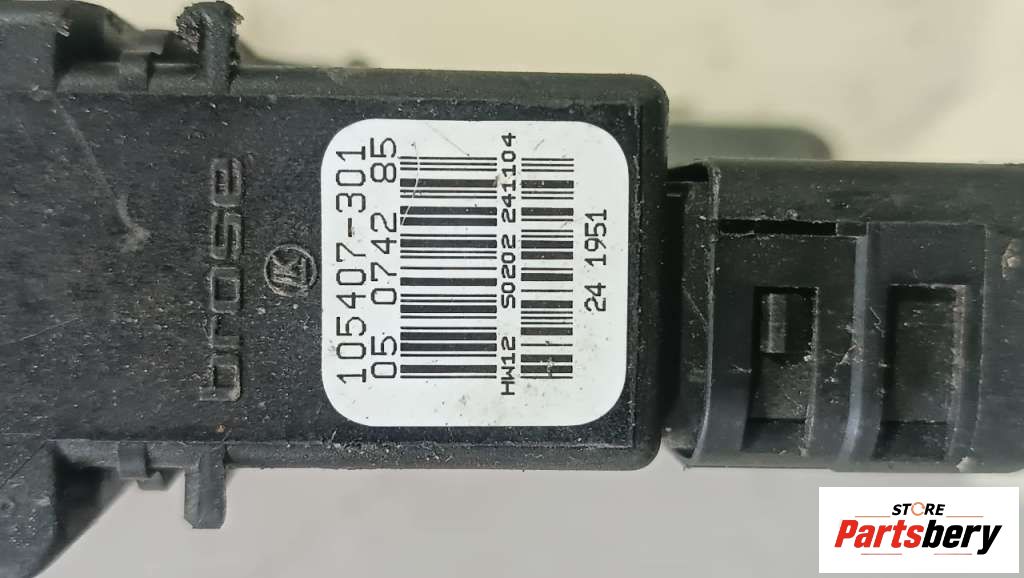 brose
105407-301
05 0742 85
HW12 S0202 241104
24 1951
STORE
Partsbery